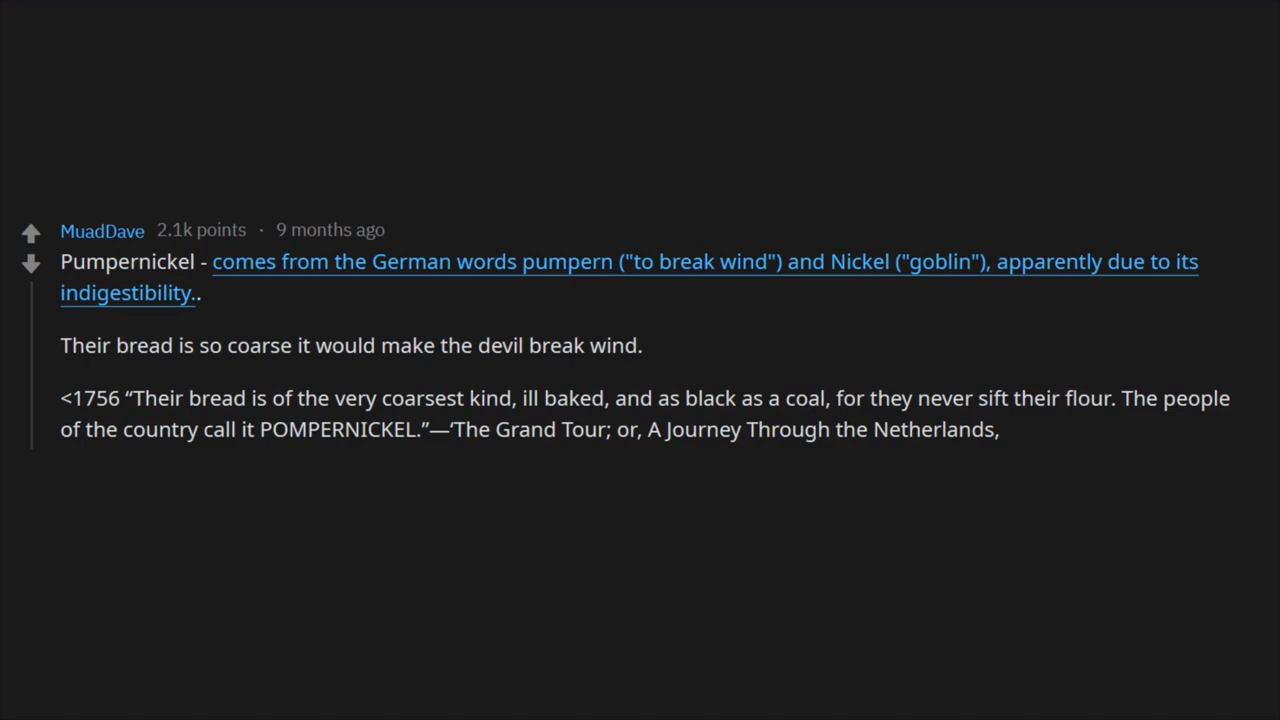 MuadDave 2.1k points · 9 months ago
Pumpernickel - comes from the German words pumpern ("to break wind") and Nickel ("goblin"), apparently due to its
indigestibility..
Their bread is so coarse it would make the devil break wind.
<1756 “Their bread is of the very coarsest kind, ill baked, and as black as a coal, for they never sift their flour. The people
of the country call it POMPERNICKEL.”—‘The Grand Tour; or, A Journey Through the Netherlands,